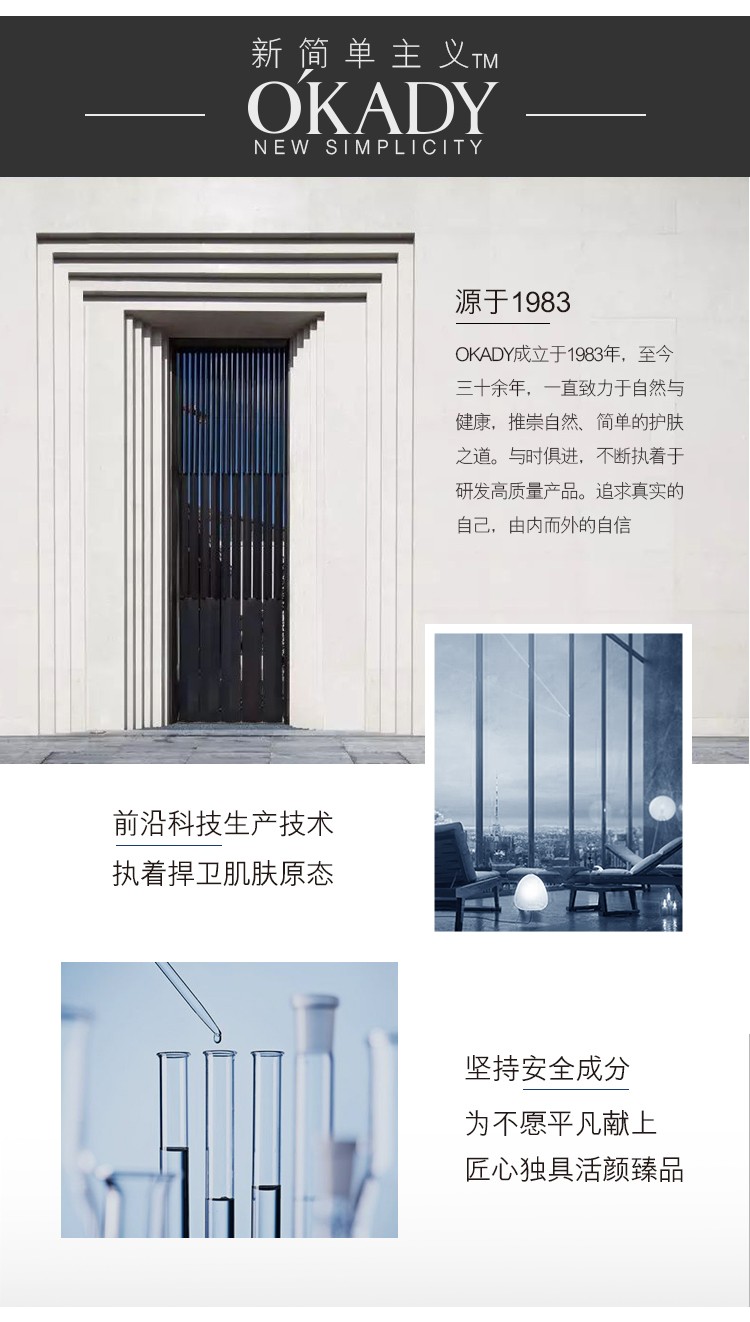 新简单主义TM
O'KADY
NEW SIMPLICITY
源于1983
OKADY成立于1983年，至今
三十余年，一直致力于自然与
健康，推崇自然、简单的护肤
之道。与时俱进，不断执着于
研发高质量产品。追求真实的
自己，由内而外的自信
前沿科技生产技术
执着捍卫肌肤原态
坚持安全成分
为不愿平凡献上
匠心独具活颜臻品